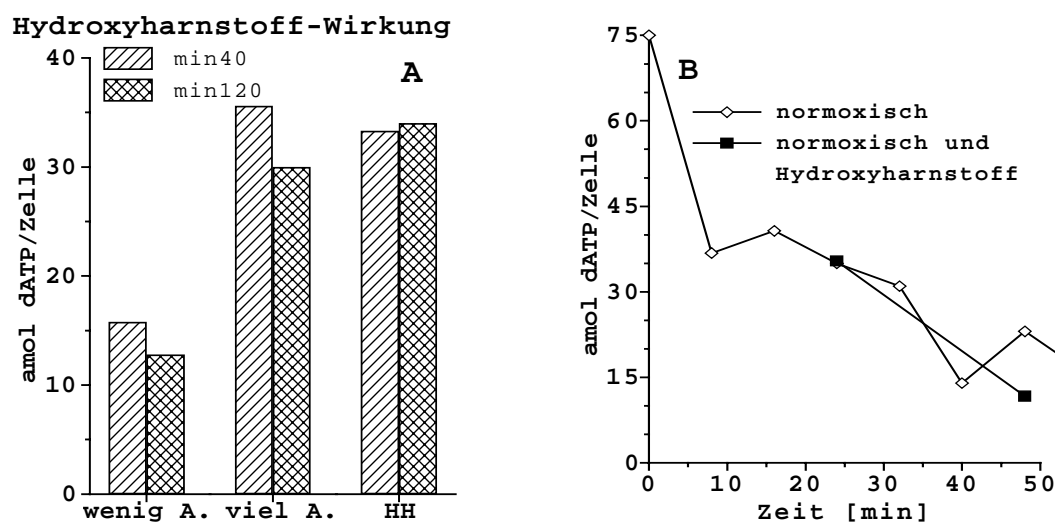 Hydroxyharnstoff-Wirkung
40
30
20
10
0
amol dATP/Zelle
min40
min120
A
wenig A. viel A. HH
75
60
45
30
15
0
amol dATP/Zelle
B
normoxisch
normoxisch und
Hydroxyharnstoff
0 10 20 30 40 50
Zeit [min]